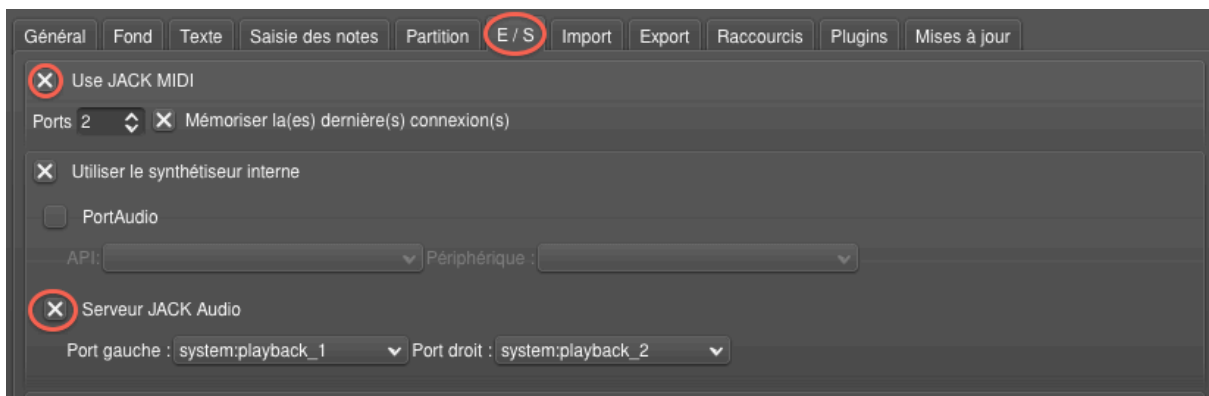 Général Fond Texte Saisie des notes Partition E / S Import Export Raccourcis Plugins Mises à jour
Use JACK MIDI
Ports 2 Mémoriser la(es) dernière(s) connexion(s)
Utiliser le synthétiseur interne
PortAudio
API: Périphérique :
Serveur JACK Audio
Port gauche : system:playback_1 Port droit : system:playback_2